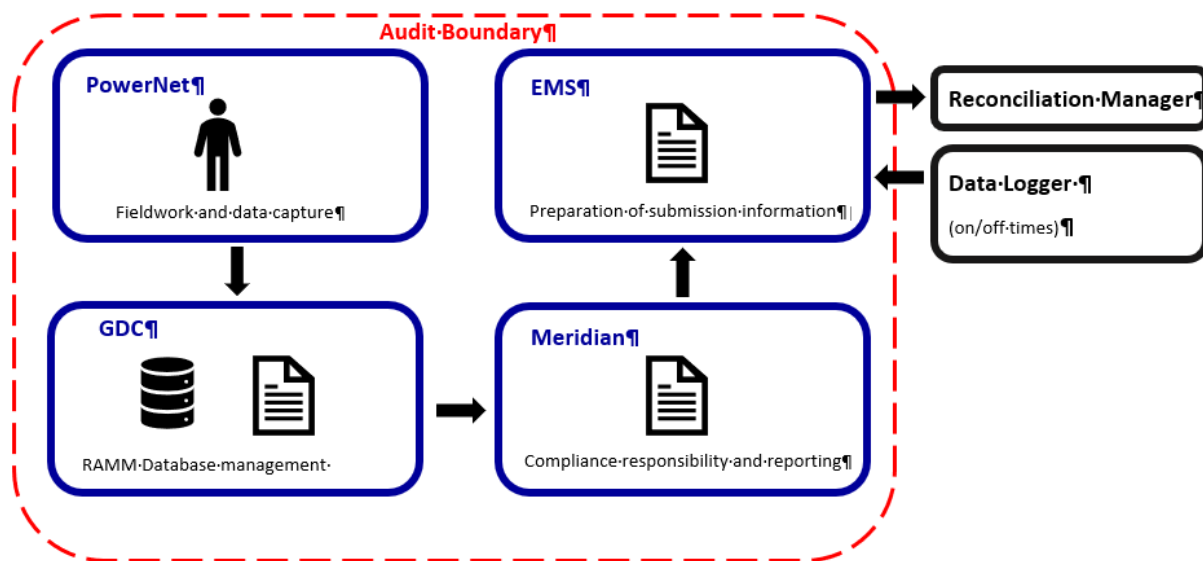 Audit·Boundary¶
PowerNet¶
Fieldwork·and·data·capture¶
EMS¶
Preparation·of·submission·information¶
Reconciliation·Manager¶
Data·Logger·¶
(on/off·times)¶
GDC¶
RAMM·Database·management·
Meridian¶
Compliance·responsibility·and·reporting¶